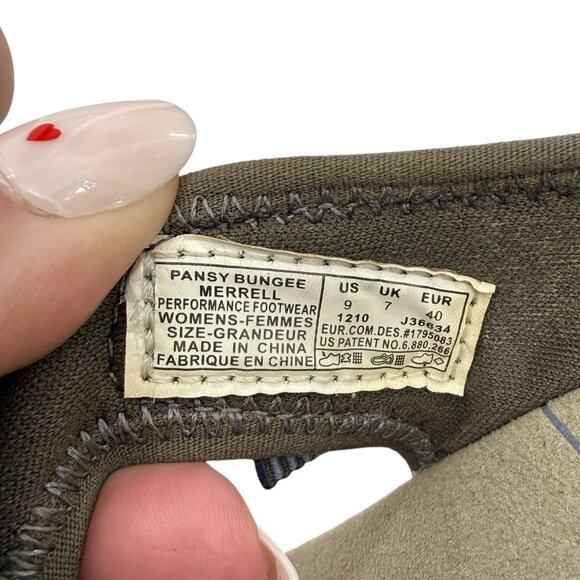 PANSY BUNGEE
MERRELL
PERFORMANCE FOOTWEAR
WOMENS-FEMMES
SIZE-GRANDEUR
MADE IN CHINA
FABRIQUE EN CHINE
US UK EUR
9 7 40
1210 J36634
EUR.COM.DES.#1795083
US PATENT NO.6,880,266